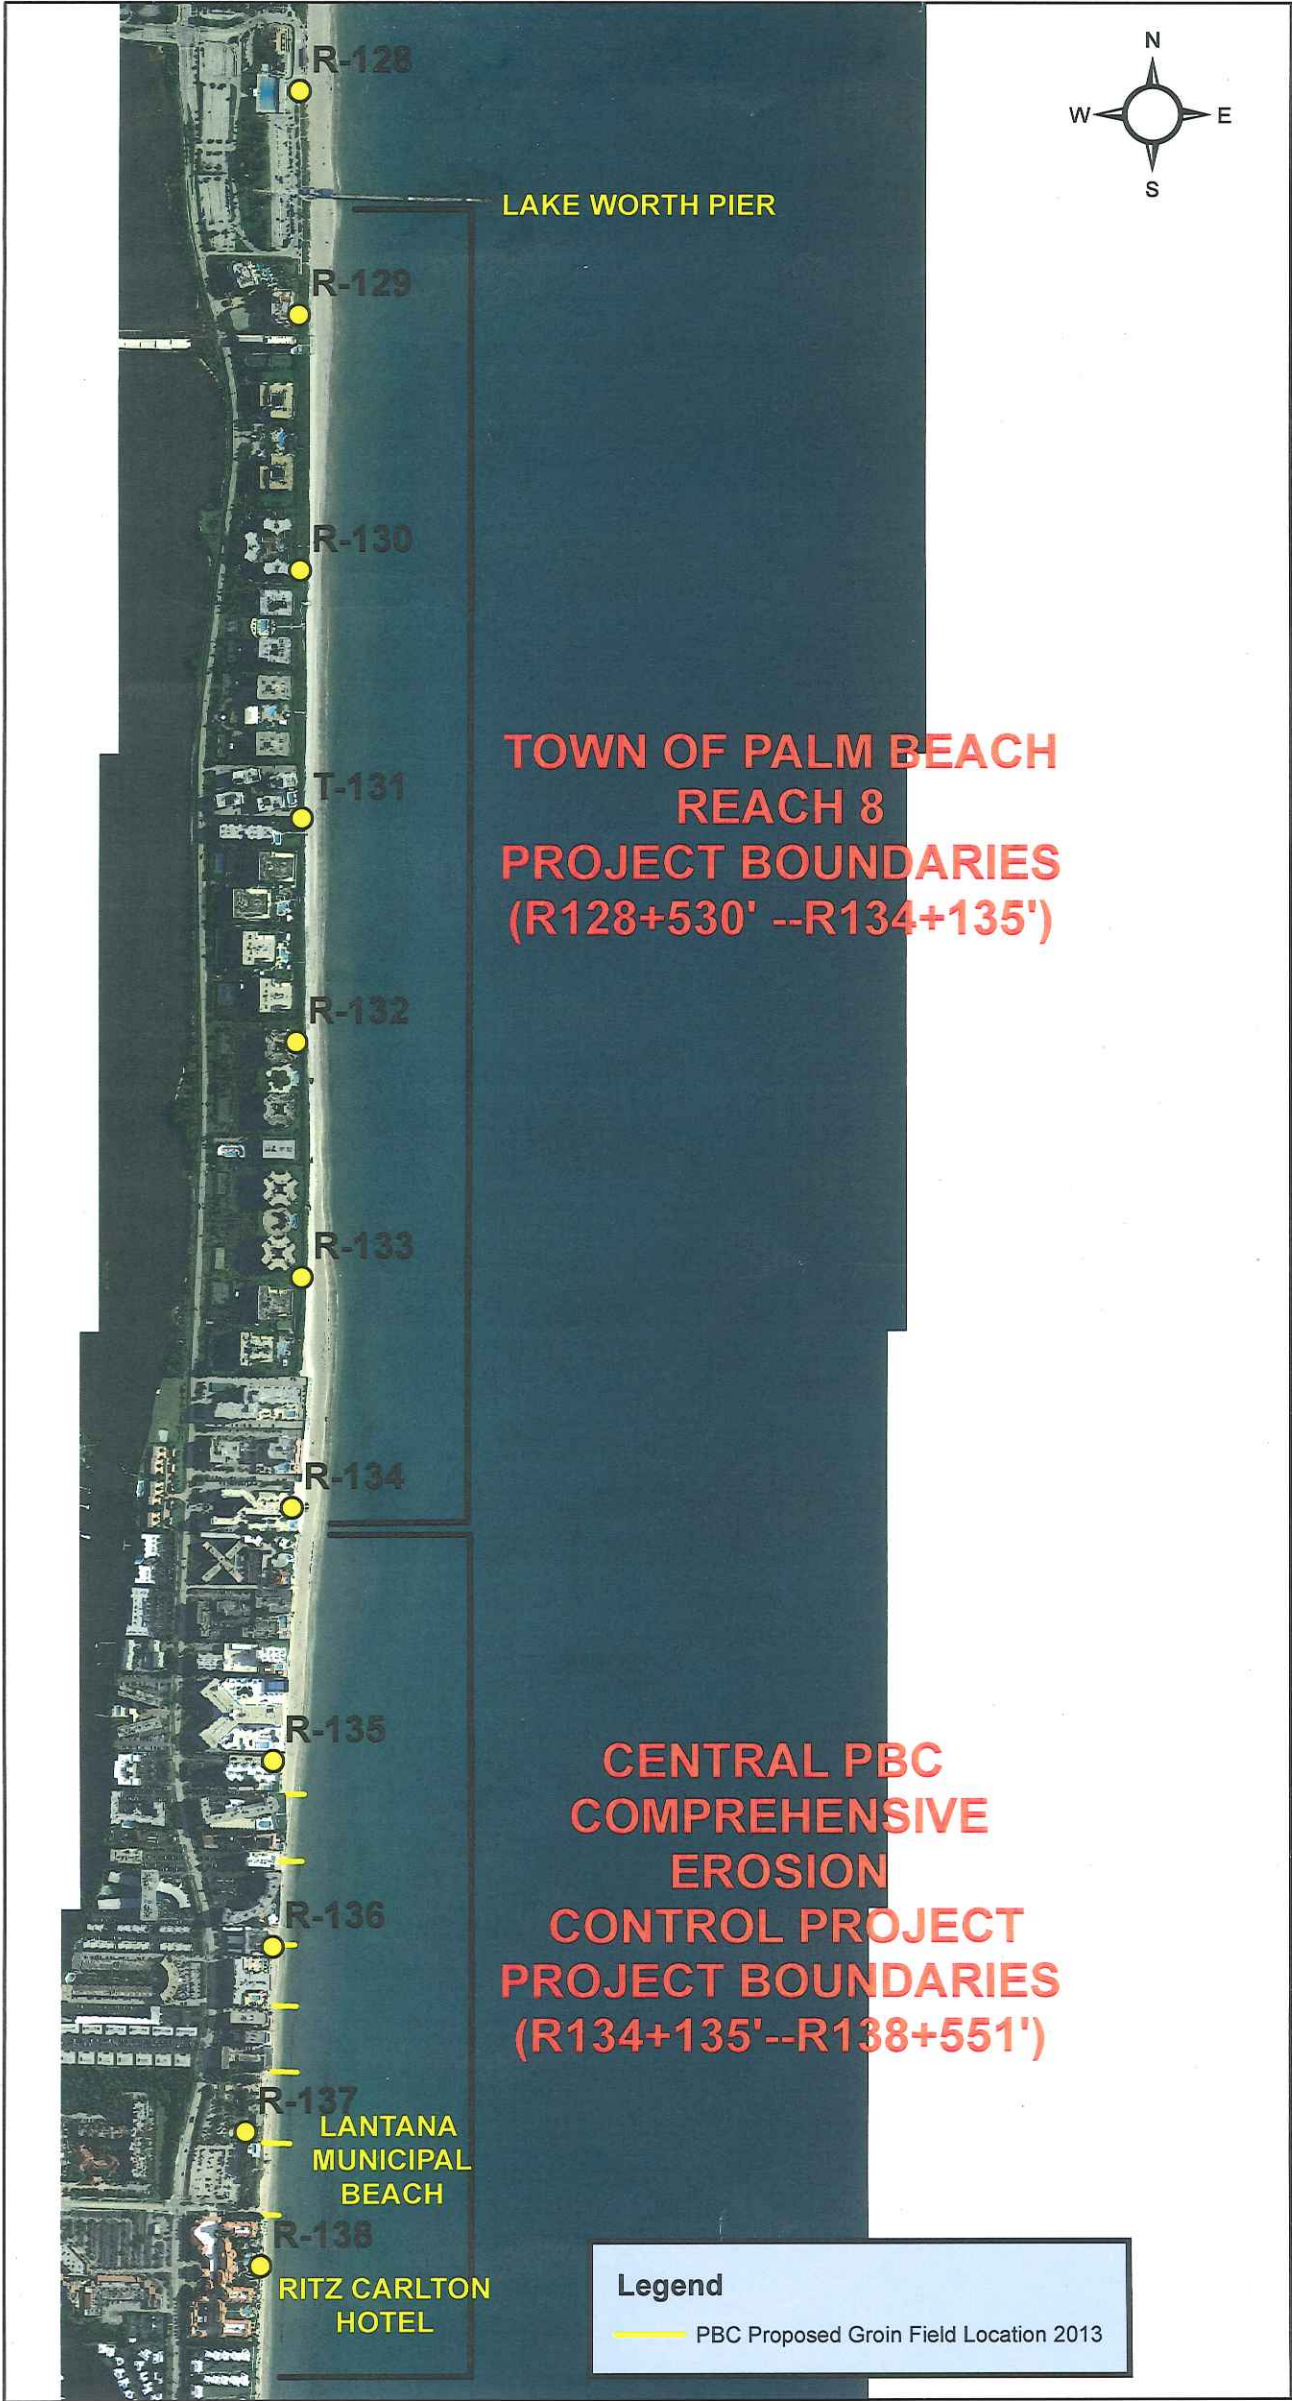 R-128
N
W E
S
LAKE WORTH PIER
R-129
R-130
TOWN OF PALM BEACH
REACH 8
PROJECT BOUNDARIES
(R128+530' --R134+135')
T-131
R-132
R-133
R-134
R-135
CENTRAL PBC
COMPREHENSIVE
EROSION
CONTROL PROJECT
PROJECT BOUNDARIES
(R134+135'--R138+551')
R-136
R-137
LANTANA
MUNICIPAL
BEACH
R-138
RITZ CARLTON
HOTEL
Legend
PBC Proposed Groin Field Location 2013